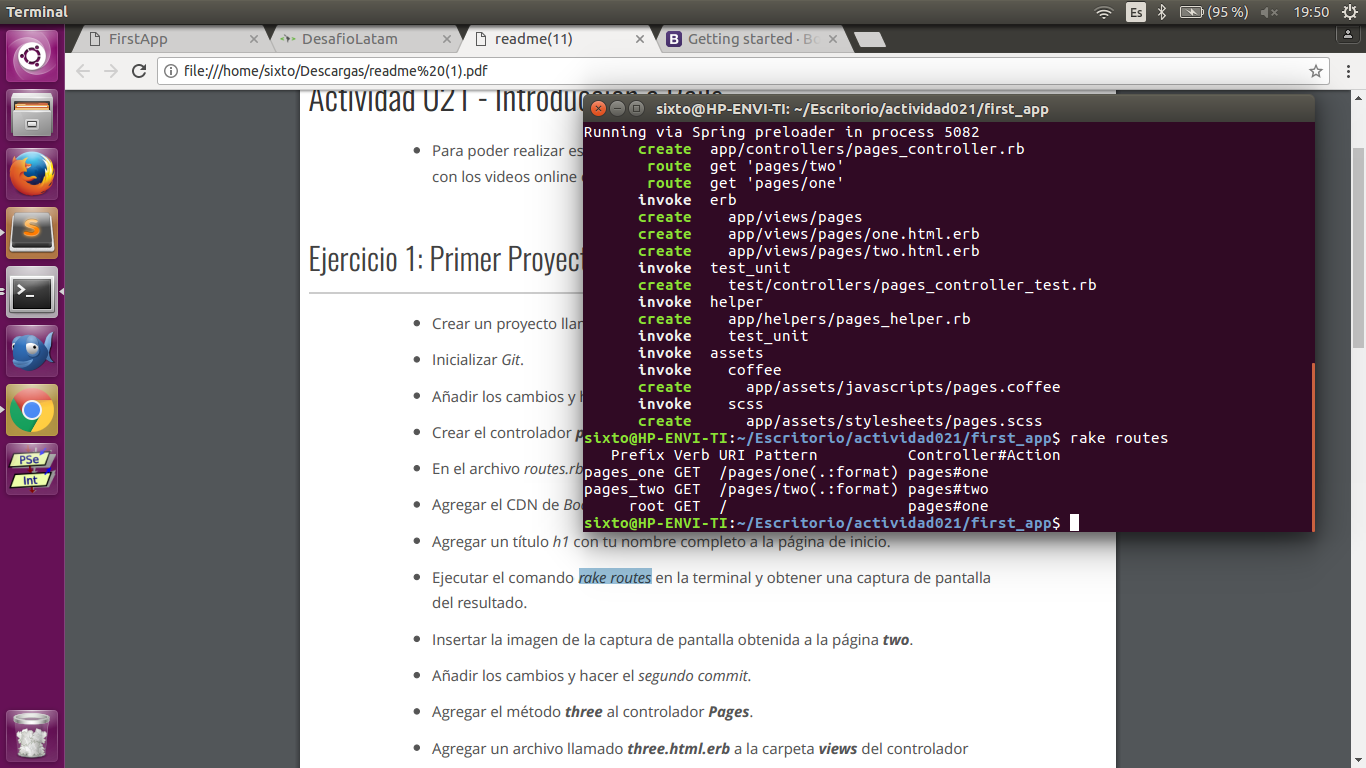 Terminal
Es
(95 %)
19:50
FirstApp
DesafioLatam
readme(11)
Getting started · Bo
file:///home/sixto/Descargas/readme%20(1).pdf
Actividad 021 - Introducción a Rails
Para poder realizar es
con los videos online
Ejercicio 1: Primer Proyect
Crear un proyecto llam
Inicializar Git.
Añadir los cambios y h
Crear el controlador p
En el archivo routes.rb
Agregar el CDN de Boo
Agregar un título h1 con tu nombre completo a la página de inicio.
Ejecutar el comando rake routes en la terminal y obtener una captura de pantalla
del resultado.
Insertar la imagen de la captura de pantalla obtenida a la página two.
Añadir los cambios y hacer el segundo commit.
Agregar el método three al controlador Pages.
Agregar un archivo llamado three.html.erb a la carpeta views del controlador
sixto@HP-ENVI-TI: ~/Escritorio/actividad021/first_app
Running via Spring preloader in process 5082
create app/controllers/pages_controller.rb
route get 'pages/two'
route get 'pages/one'
invoke erb
create app/views/pages
create app/views/pages/one.html.erb
create app/views/pages/two.html.erb
invoke test_unit
create test/controllers/pages_controller_test.rb
invoke helper
create app/helpers/pages_helper.rb
invoke test_unit
invoke assets
invoke coffee
create app/assets/javascripts/pages.coffee
invoke scss
create app/assets/stylesheets/pages.scss
sixto@HP-ENVI-TI:~/Escritorio/actividad021/first_app$ rake routes
Prefix Verb URI Pattern Controller#Action
pages_one GET /pages/one(.:format) pages#one
pages_two GET /pages/two(.:format) pages#two
root GET / pages#one
sixto@HP-ENVI-TI:~/Escritorio/actividad021/first_app$
PSe
Int